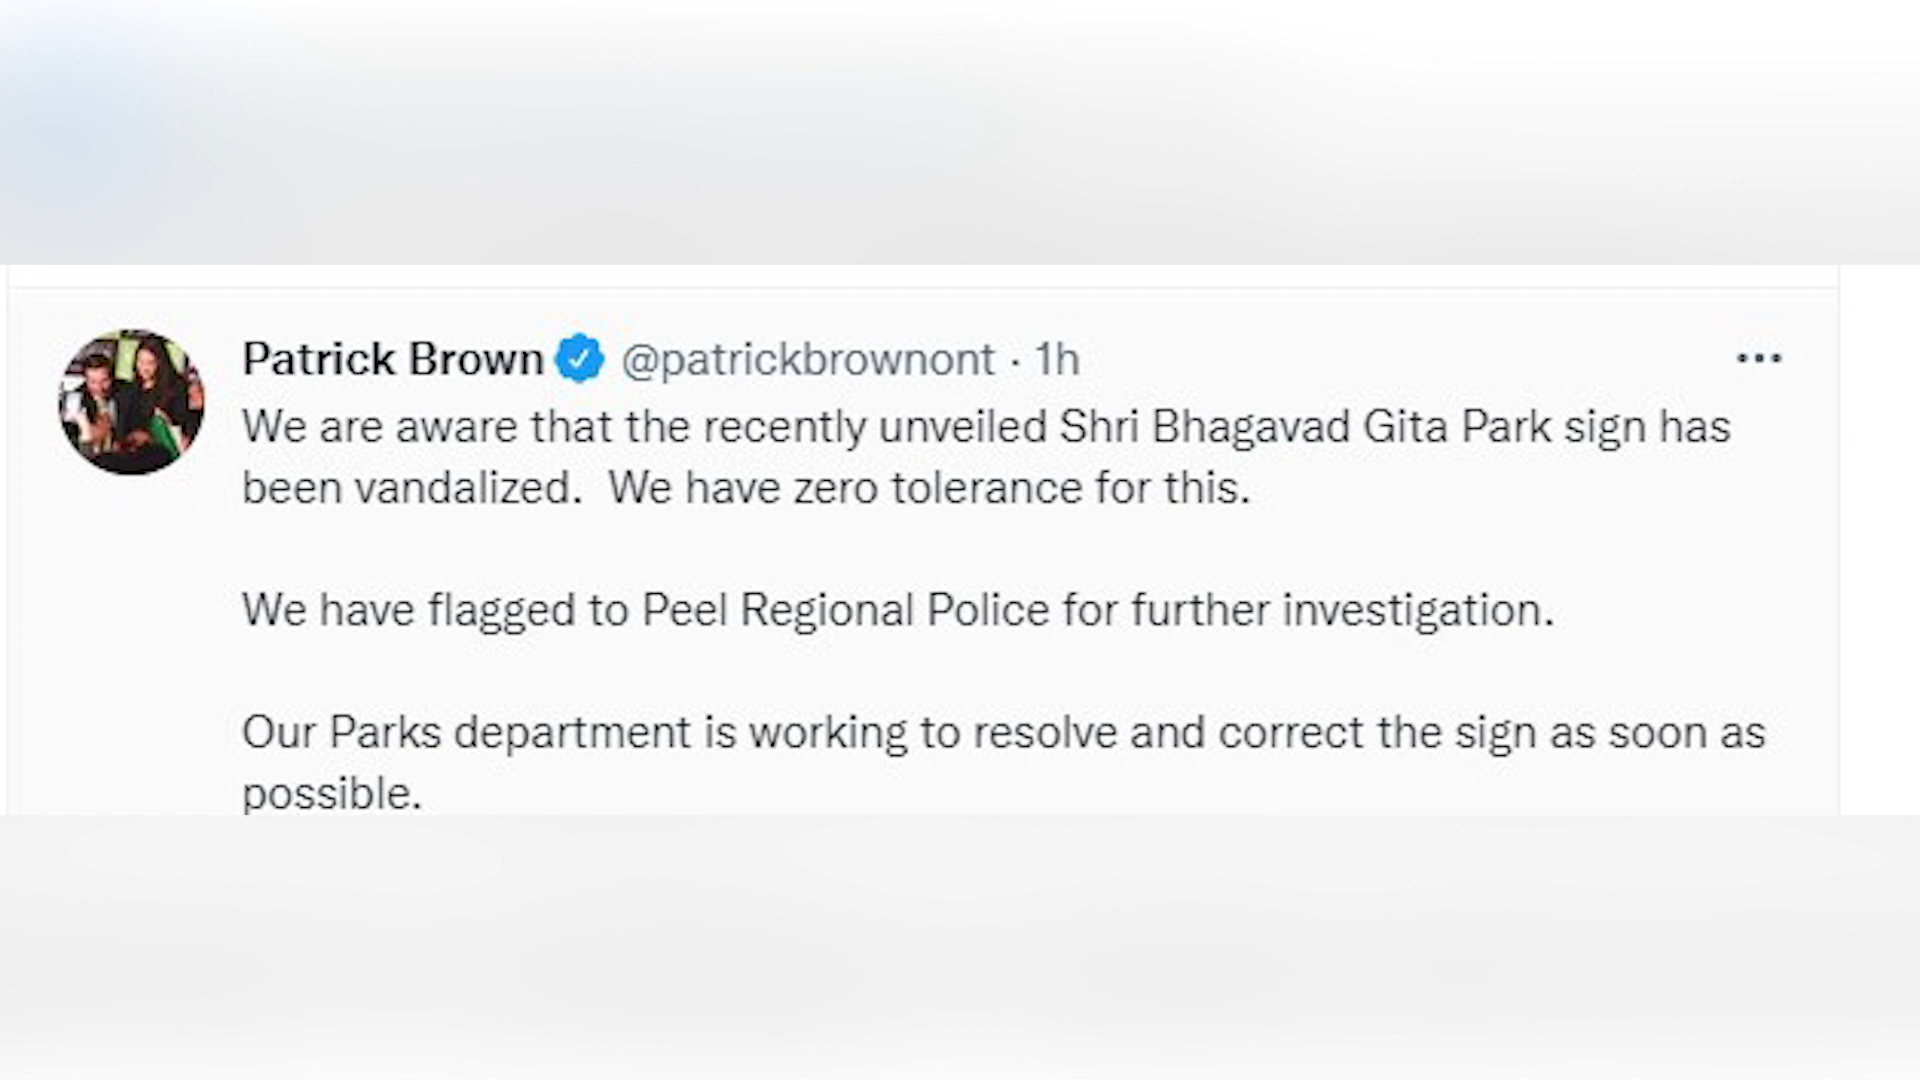 Patrick Brown @patrickbrownont · 1h
We are aware that the recently unveiled Shri Bhagavad Gita Park sign has
been vandalized.  We have zero tolerance for this.
We have flagged to Peel Regional Police for further investigation.
Our Parks department is working to resolve and correct the sign as soon as
possible.